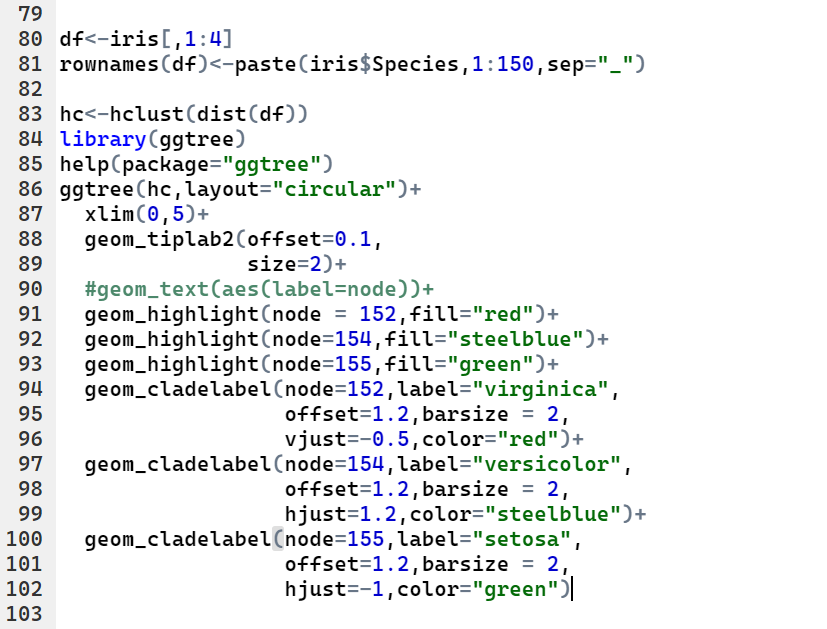 79
80 df<-iris[,1:4]
81 rownames(df)<-paste(iris$Species,1:150,sep="_")
82
83 hc<-hclust(dist(df))
84 library(ggtree)
85 help(package="ggtree")
86 ggtree(hc,layout="circular")+
87   xlim(0,5)+
88   geom_tiplab2(offset=0.1,
89                size=2)+
90   #geom_text(aes(label=node))+
91   geom_highlight(node = 152,fill="red")+
92   geom_highlight(node=154,fill="steelblue")+
93   geom_highlight(node=155,fill="green")+
94   geom_cladelabel(node=152,label="virginica",
95                   offset=1.2,barsize = 2,
96                   vjust=-0.5,color="red")+
97   geom_cladelabel(node=154,label="versicolor",
98                   offset=1.2,barsize = 2,
99                   hjust=1.2,color="steelblue")+
100   geom_cladelabel(node=155,label="setosa",
101                   offset=1.2,barsize = 2,
102                   hjust=-1,color="green")
103